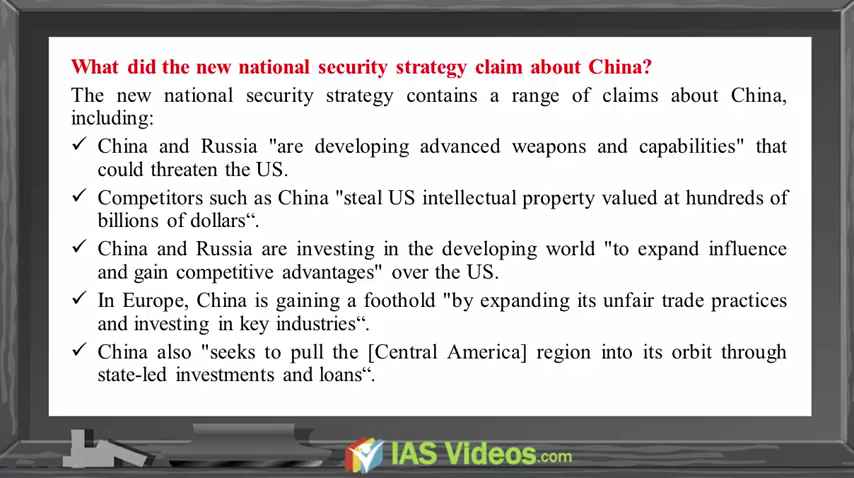 What did the new national security strategy claim about China?
The new national security strategy contains a range of claims about China,
including:
✓ China and Russia "are developing advanced weapons and capabilities" that
could threaten the US.
✓ Competitors such as China "steal US intellectual property valued at hundreds of
billions of dollars“.
✓ China and Russia are investing in the developing world "to expand influence
and gain competitive advantages" over the US.
✓ In Europe, China is gaining a foothold "by expanding its unfair trade practices
and investing in key industries“.
✓ China also "seeks to pull the [Central America] region into its orbit through
state-led investments and loans“.
IAS Videos.com